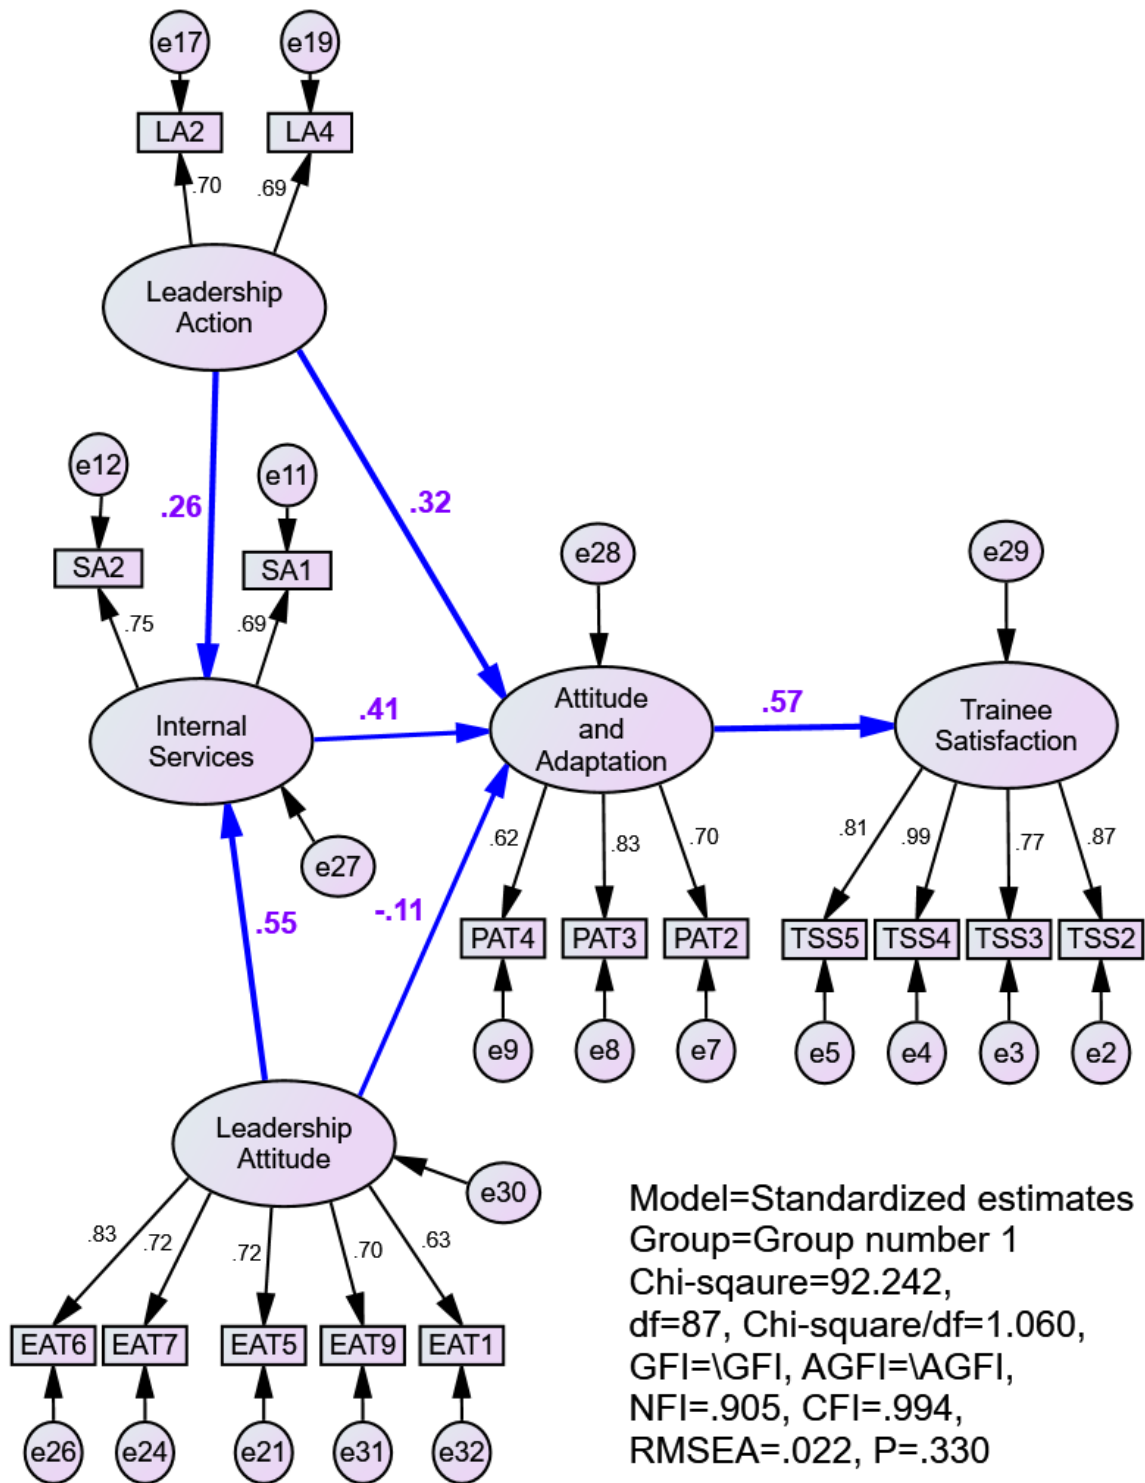 e17
e19
LA2
LA4
.70
.69
Leadership
Action
e12
e11
.26
.32
SA2
SA1
e28
e29
.75
.69
Internal
Services
.41
Attitude
and
Adaptation
.57
Trainee
Satisfaction
e27
.62
.83
.70
.81
.99
.77
.87
.55
-.11
PAT4
PAT3
PAT2
TSS5
TSS4
TSS3
TSS2
e9
e8
e7
e5
e4
e3
e2
Leadership
Attitude
e30
.83
.72
.72
.70
.63
EAT6
EAT7
EAT5
EAT9
EAT1
e26
e24
e21
e31
e32
Model=Standardized estimates
Group=Group number 1
Chi-sqaure=92.242,
df=87, Chi-square/df=1.060,
GFI=\GFI, AGFI=\AGFI,
NFI=.905, CFI=.994,
RMSEA=.022, P=.330